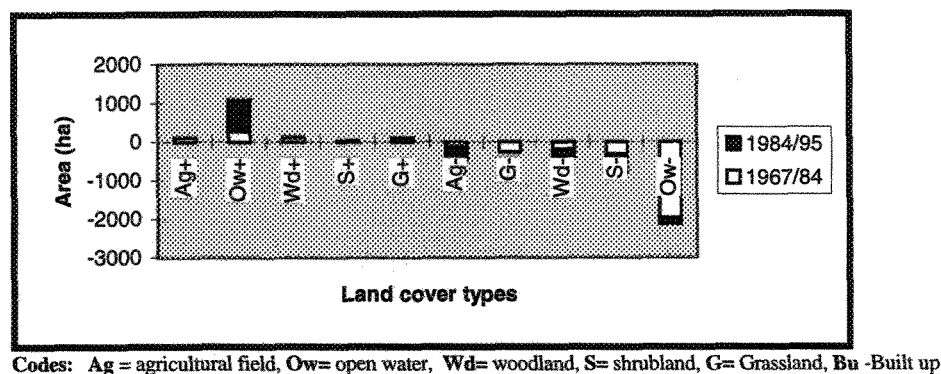 2000
1000
0
-1000
-2000
-3000
Area (ha)
Ag+
Ow+
Wd+
S+
G+
Ag-
G-
Wd-
S-
Ow-
Land cover types
1984/95
1967/84
Codes: Ag = agricultural field, Ow= open water, Wd= woodland, S= shrubland, G= Grassland, Bu -Built up